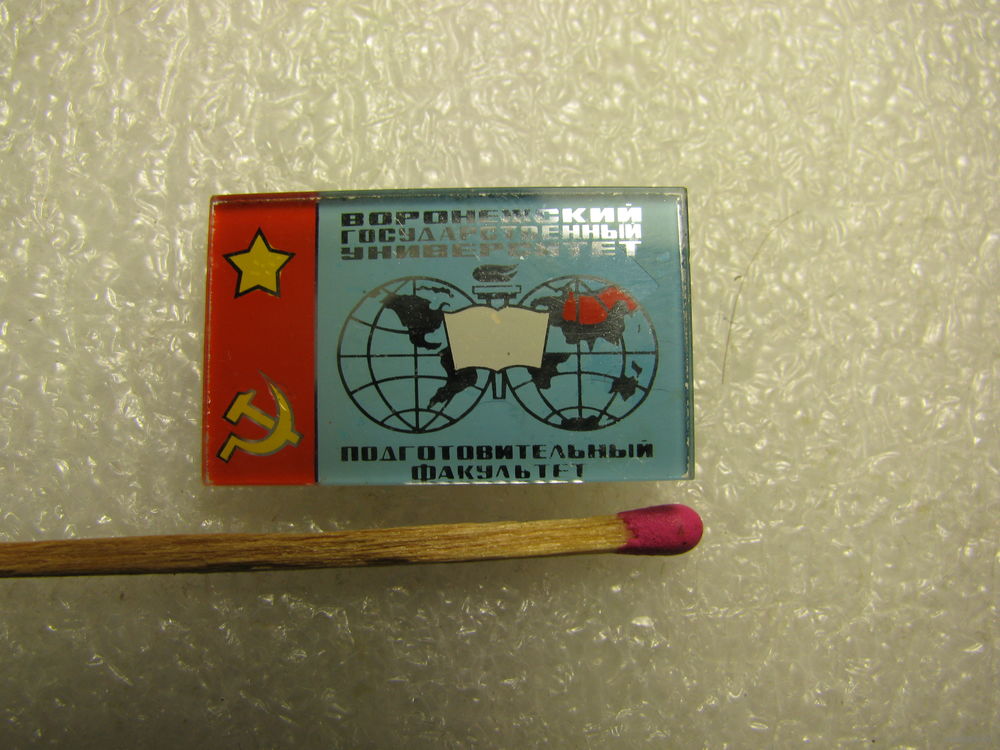 ВОРОНЕЖСКИЙ
ГОСУДАРСТВЕННЫЙ
УНИВЕРСИТЕТ
ПОДГОТОВИТЕЛЬНЫЙ
ФАКУЛЬТЕТ